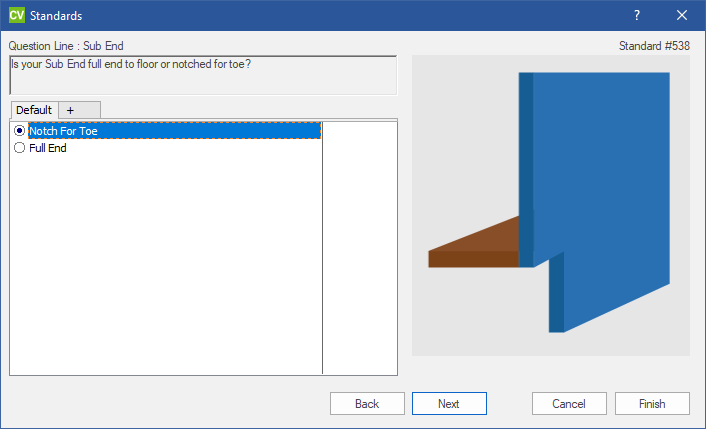 CV Standards ?
Question Line : Sub End Standard #538
Is your Sub End full end to floor or notched for toe?
Default +
Notch For Toe
Full End
Back Next Cancel Finish